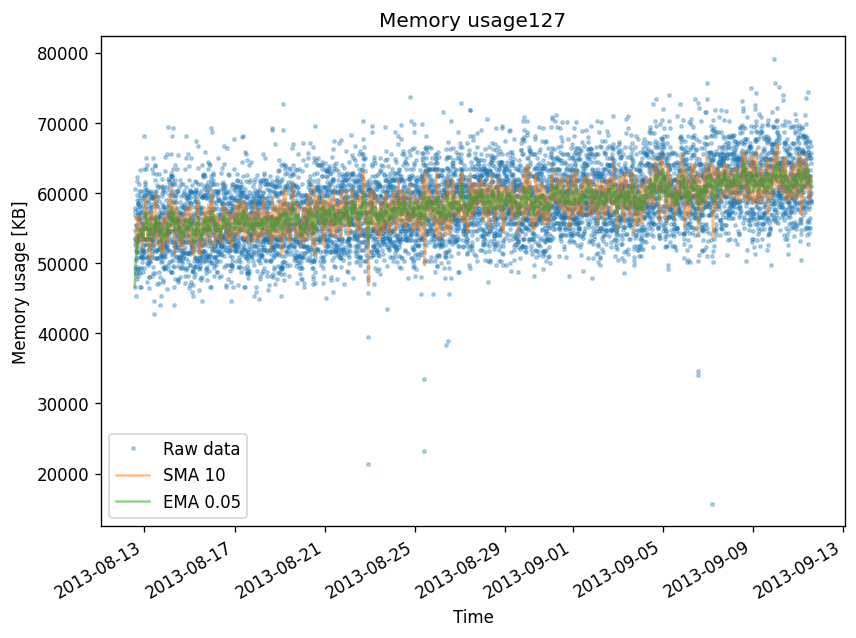 Memory usage127
Memory usage [KB]
80000
70000
60000
50000
40000
30000
20000
Raw data
SMA 10
EMA 0.05
2013-08-13
2013-08-17
2013-08-21
2013-08-25
2013-08-29
2013-09-01
2013-09-05
2013-09-09
2013-09-13
Time